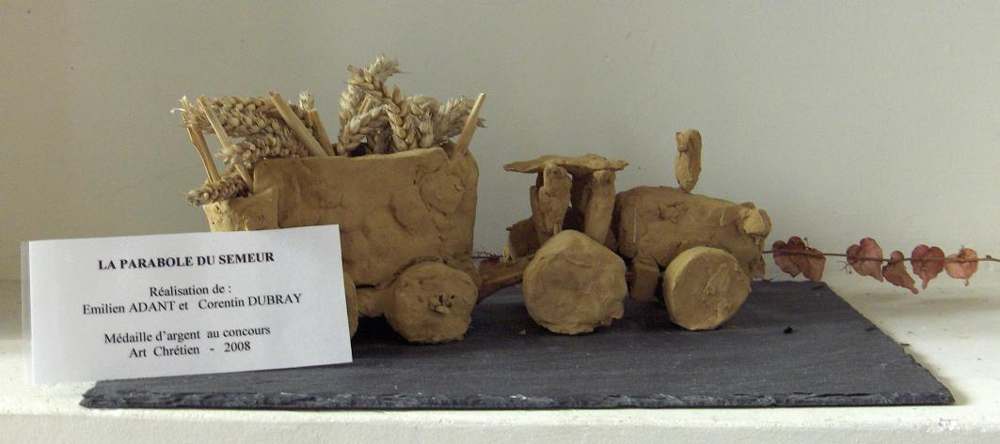 LA PARABOLE DU SEMEUR
Réalisation de :
Emilien ADANT et Corentin DUBRAY
Médaille d'argent au concours
Art Chrétien - 2008